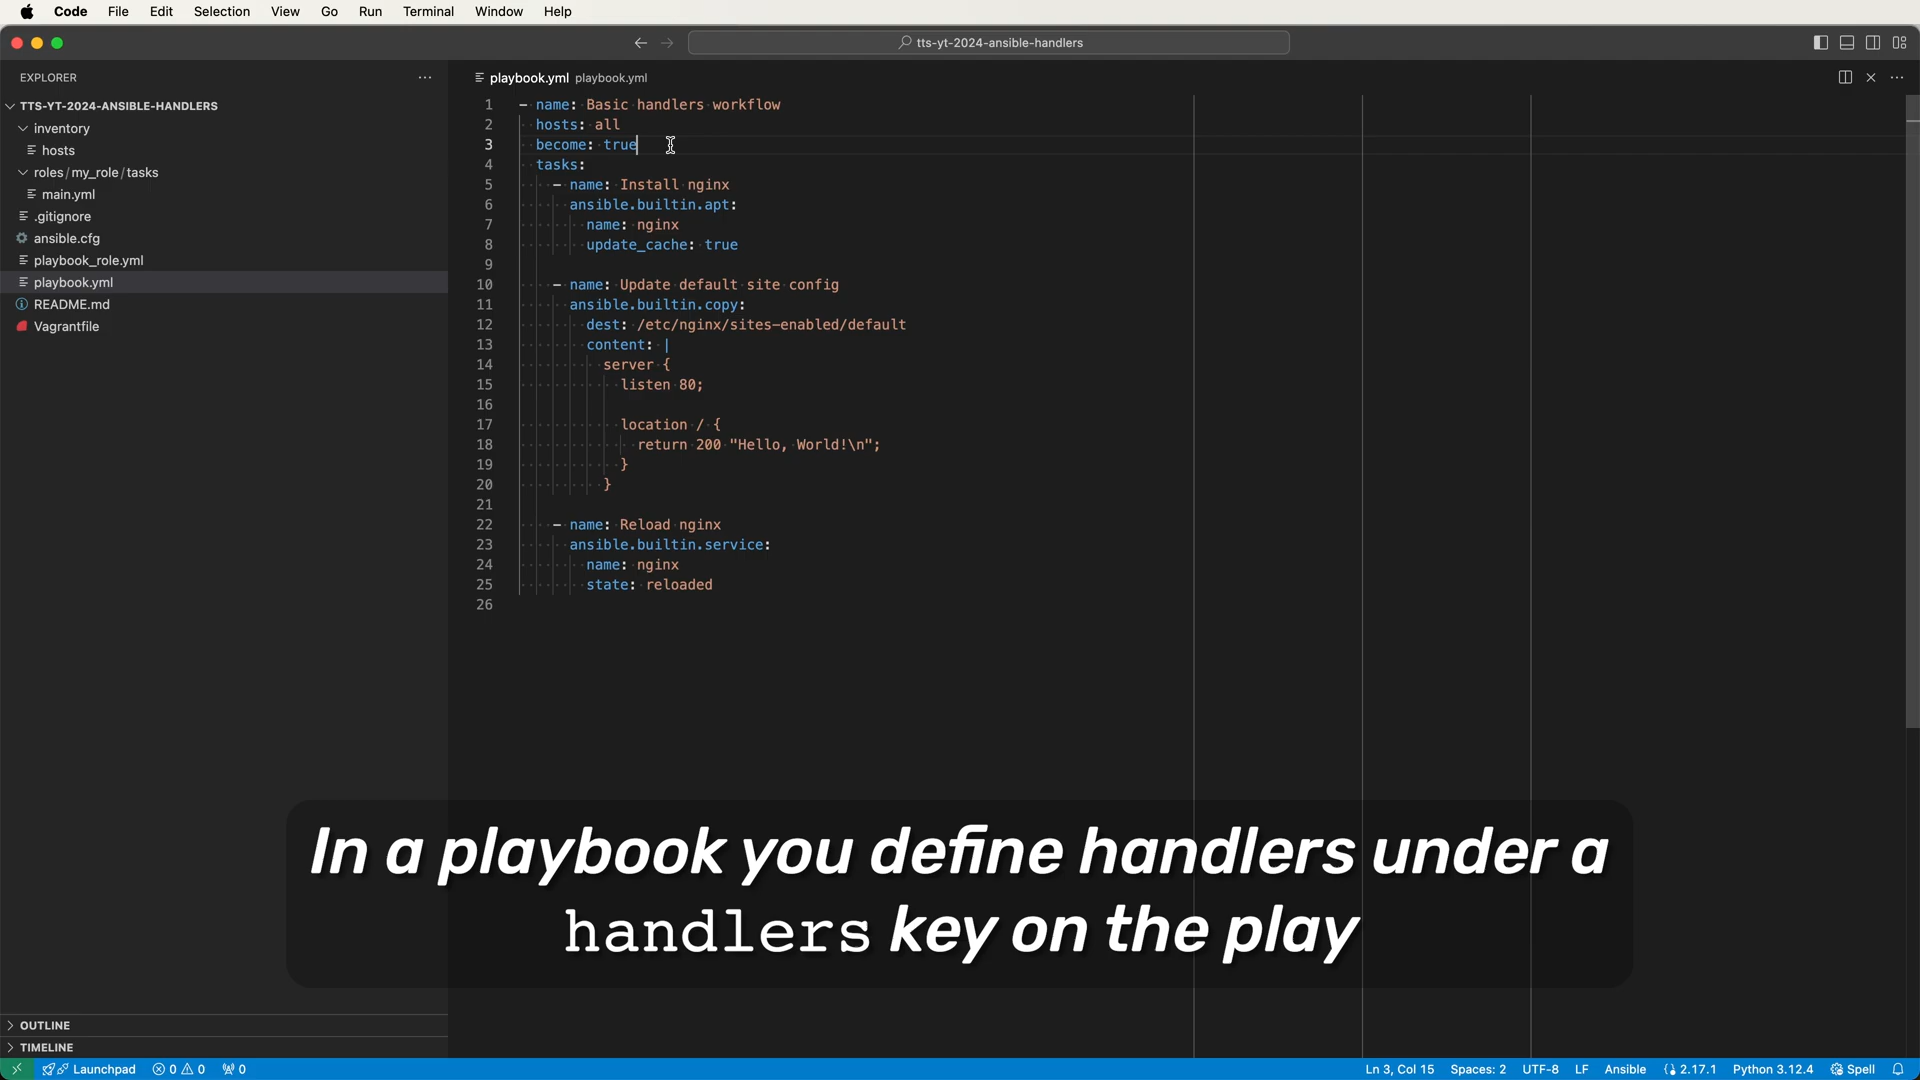 Code File Edit Selection View Go Run Terminal Window Help
tts-yt-2024-ansible-handlers
EXPLORER
TTS-YT-2024-ANSIBLE-HANDLERS
inventory
hosts
roles/my_role/tasks
main.yml
.gitignore
ansible.cfg
playbook_role.yml
playbook.yml
README.md
Vagrantfile
OUTLINE
TIMELINE
playbook.yml playbook.yml
1 - name: Basic handlers workflow
2 hosts: all
3 become: true
4 tasks:
5 - name: Install nginx
6 ansible.builtin.apt:
7 name: nginx
8 update_cache: true
9
10 - name: Update default site config
11 ansible.builtin.copy:
12 dest: /etc/nginx/sites-enabled/default
13 content: |
14 server {
15 listen 80;
16
17 location / {
18 return 200 "Hello, World!\n";
19 }
20 }
21
22 - name: Reload nginx
23 ansible.builtin.service:
24 name: nginx
25 state: reloaded
26
In a playbook you define handlers under a
handlers key on the play
Launchpad 0 0 0 Ln 3, Col 15 Spaces: 2 UTF-8 LF Ansible 2.17.1 Python 3.12.4 Spell